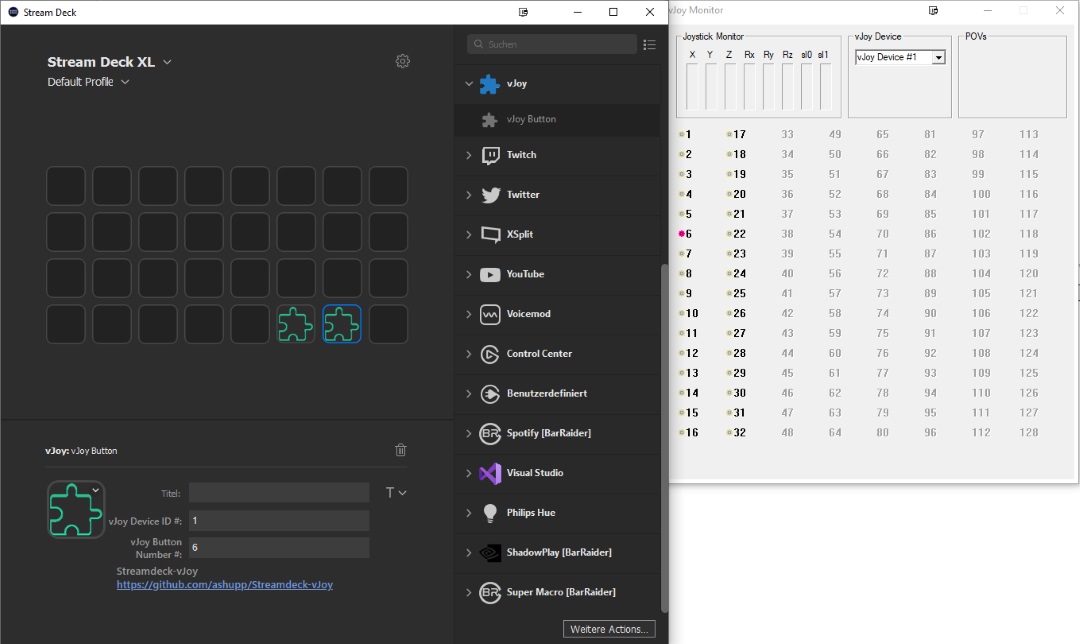 Stream Deck
Stream Deck XL
Default Profile
Suchen
vJoy
vJoy Button
Twitch
Twitter
XSplit
YouTube
Voicemod
Control Center
Benutzerdefiniert
Spotify [BarRaider]
Visual Studio
Philips Hue
ShadowPlay [BarRaider]
Super Macro [BarRaider]
Weitere Actions...
vJoy: vJoy Button
Titel:
T
vJoy Device ID #: 1
vJoy Button
Number #: 6
Streamdeck-vJoy
https://github.com/ashupp/Streamdeck-vJoy
vJoy Monitor
Joystick Monitor
X Y Z Rx Ry Rz sl0 sl1
vJoy Device
vJoy Device #1
POVs
1 17 33 49 65 81 97 113
2 18 34 50 66 82 98 114
3 19 35 51 67 83 99 115
4 20 36 52 68 84 100 116
5 21 37 53 69 85 101 117
6 22 38 54 70 86 102 118
7 23 39 55 71 87 103 119
8 24 40 56 72 88 104 120
9 25 41 57 73 89 105 121
10 26 42 58 74 90 106 122
11 27 43 59 75 91 107 123
12 28 44 60 76 92 108 124
13 29 45 61 77 93 109 125
14 30 46 62 78 94 110 126
15 31 47 63 79 95 111 127
16 32 48 64 80 96 112 128